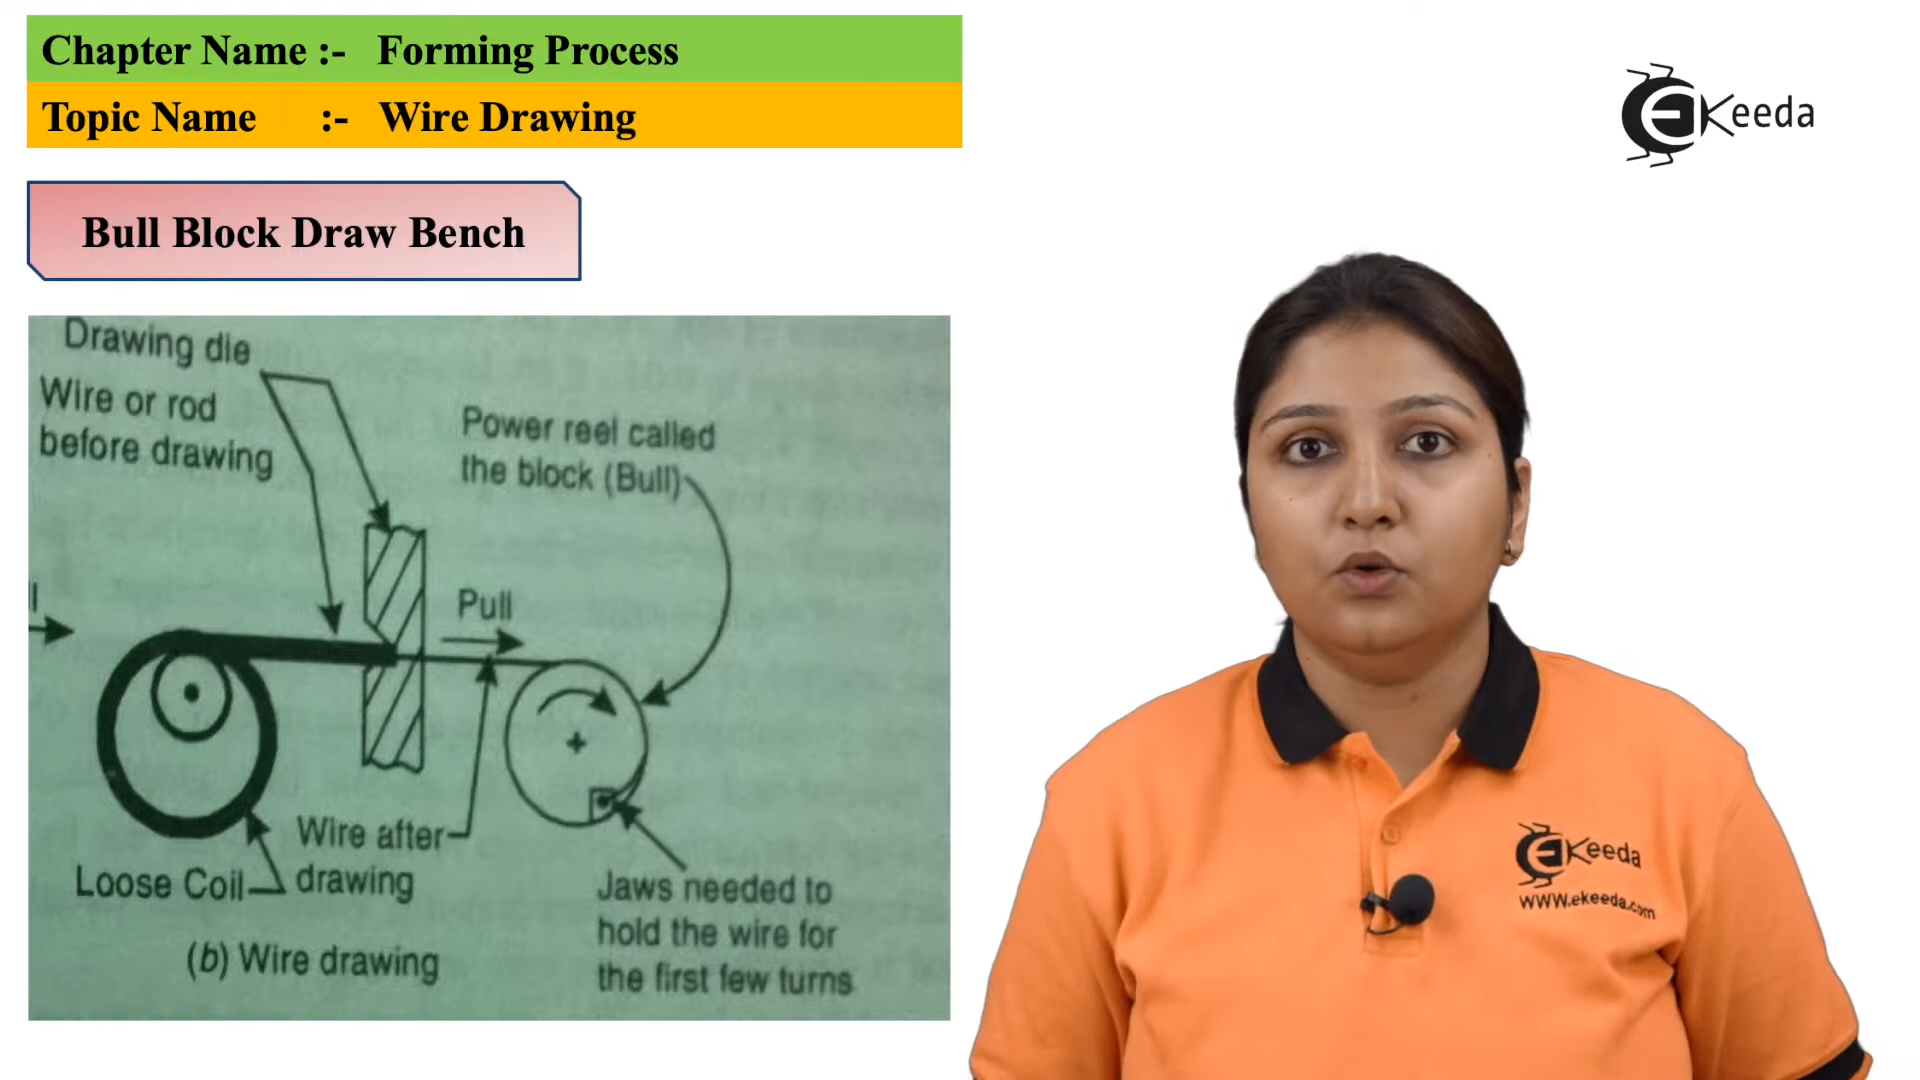 Chapter Name :- Forming Process
Topic Name :- Wire Drawing
Keeda
Bull Block Draw Bench
Drawing die
Wire or rod
before drawing
Power reel called
the block (Bull)
Pull
Wire after
drawing
Loose Coil
Jaws needed to
hold the wire for
the first few turns
(b) Wire drawing
Keeda
www.ekeeda.com